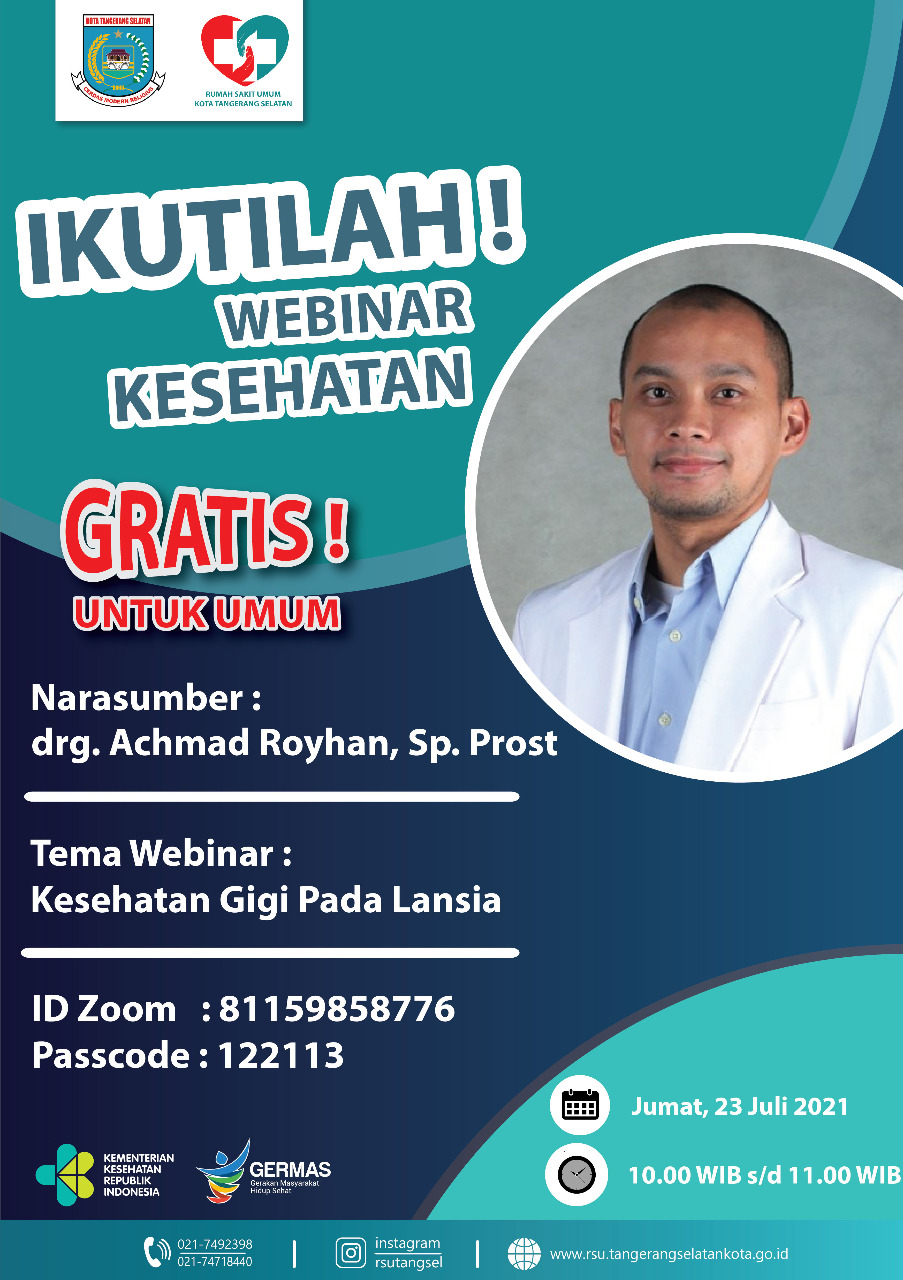 KOTA TANGERANG SELATAN
CERDAS MODERN RELIGIUS
RUMAH SAKIT UMUM
KOTA TANGERANG SELATAN
IKUTILAH !
WEBINAR
KESEHATAN
GRATIS !
UNTUK UMUM
Narasumber :
drg. Achmad Royhan, Sp. Prost
Tema Webinar :
Kesehatan Gigi Pada Lansia
ID Zoom : 81159858776
Passcode : 122113
Jumat, 23 Juli 2021
10.00 WIB s/d 11.00 WIB
KEMENTERIAN
KESEHATAN
REPUBLIK
INDONESIA
GERMAS
Gerakan Masyarakat
Hidup Sehat
021-7492398
021-74718440
instagram
rsutangsel
www.rsu.tangerangselatankota.go.id